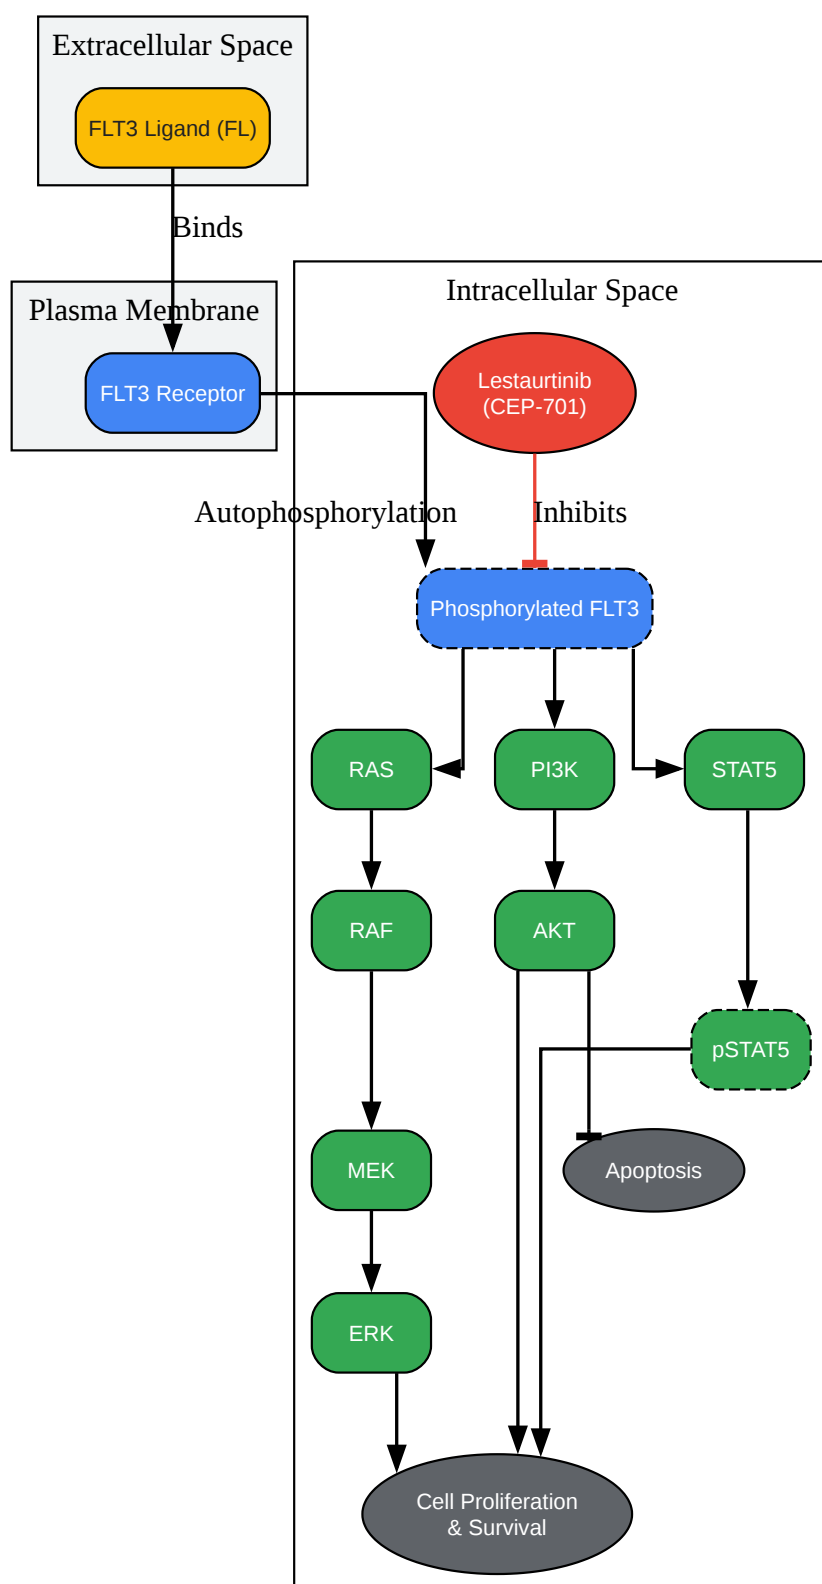 Extracellular Space
FLT3 Ligand (FL)
Binds
Plasma Membrane
FLT3 Receptor
Intracellular Space
Lestaurtinib
(CEP-701)
Autophosphorylation
Inhibits
Phosphorylated FLT3
RAS
PI3K
STAT5
RAF
AKT
pSTAT5
MEK
Apoptosis
ERK
Cell Proliferation
& Survival